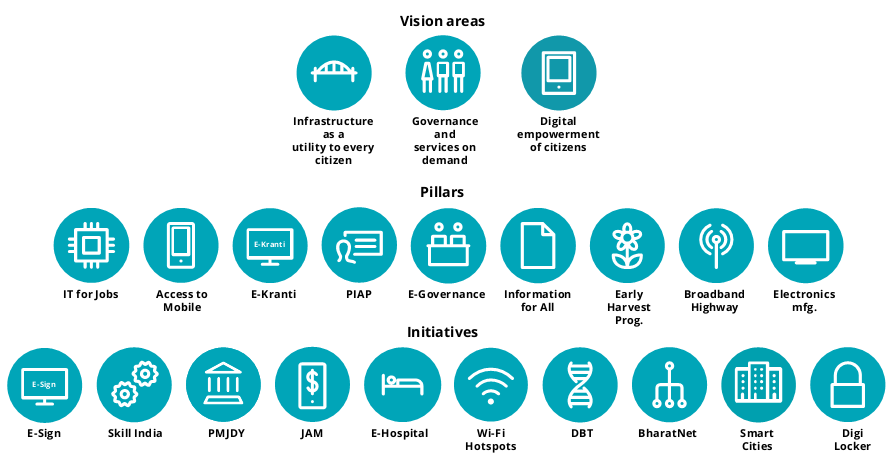 Vision areas
Infrastructure
as a
utility to every
citizen
Governance
and
services on
demand
Digital
empowerment
of citizens
Pillars
E-Kranti
IT for Jobs
Access to
Mobile
E-Kranti
PIAP
E-Governance
Information
for All
Early
Harvest
Prog.
Broadband
Highway
Electronics
mfg.
Initiatives
E-Sign
E-Sign
Skill India
PMJDY
JAM
E-Hospital
Wi-Fi
Hotspots
DBT
BharatNet
Smart
Cities
Digi
Locker